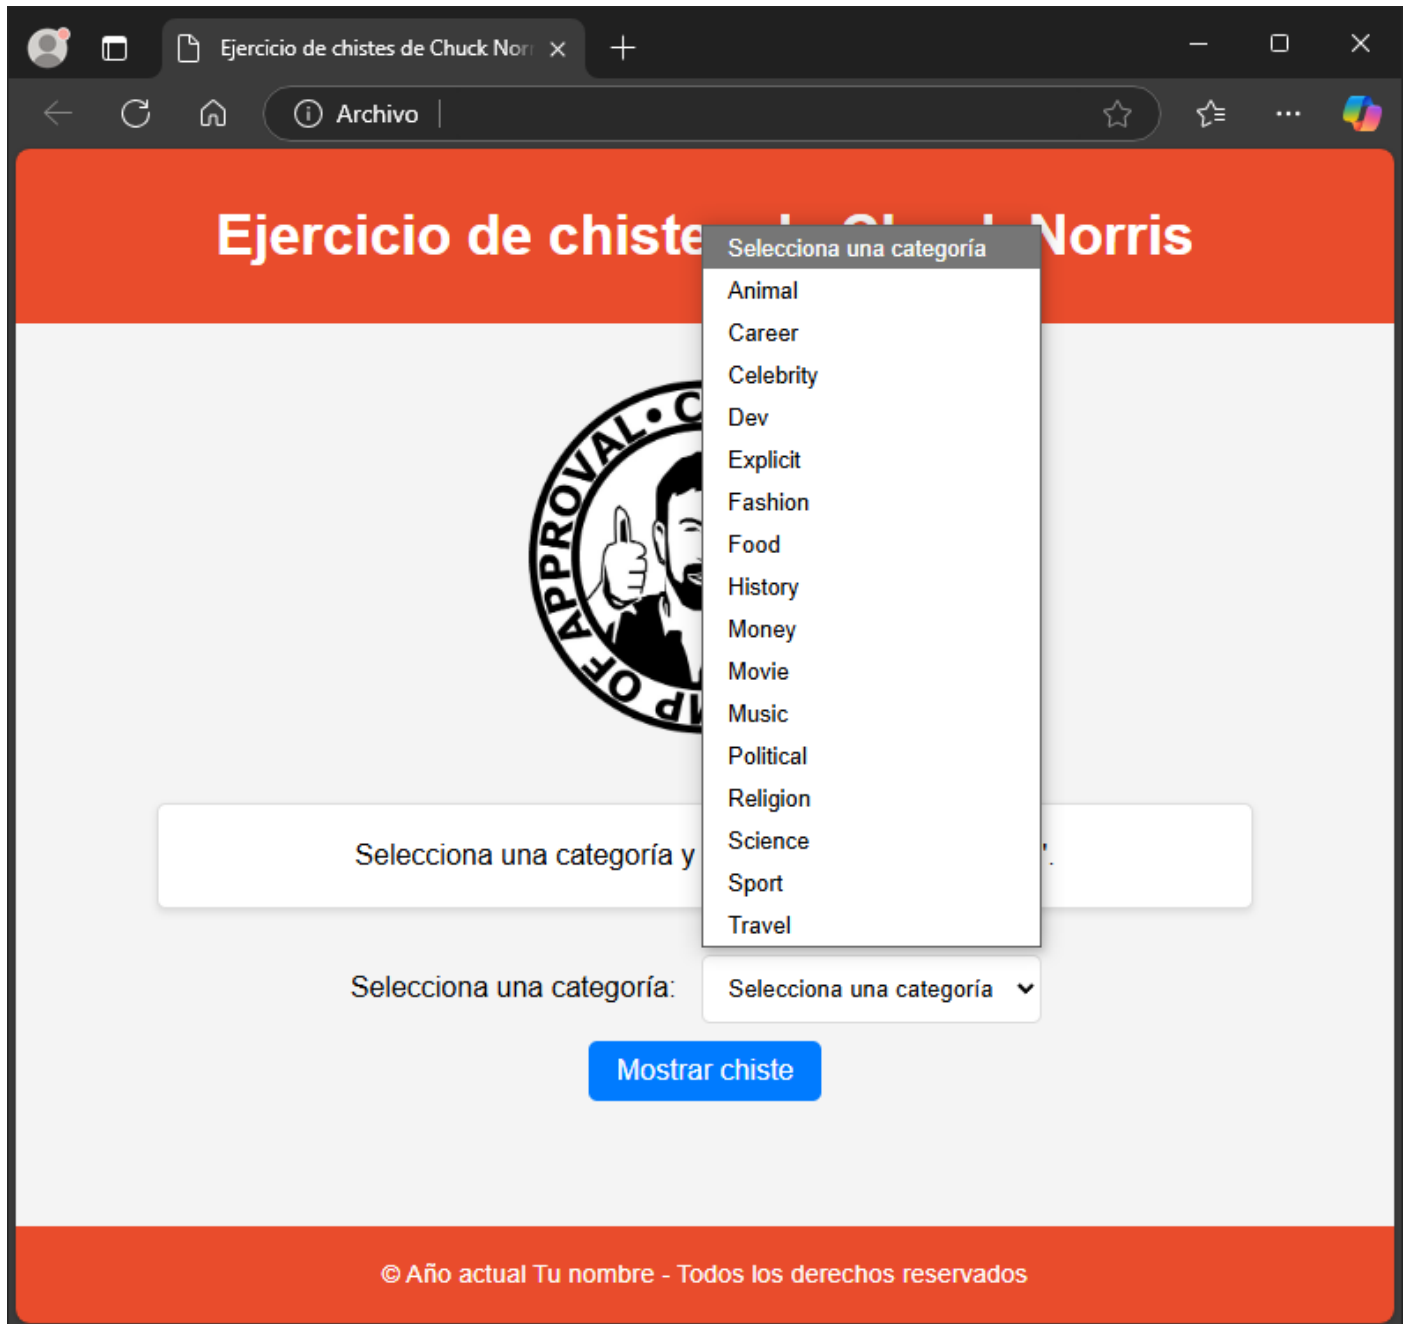 Ejercicio de chistes de Chuck Nor
Archivo
Ejercicio de chiste Norris
Selecciona una categoría
Animal
Career
Celebrity
Dev
Explicit
Fashion
Food
History
Money
Movie
Music
Political
Religion
Science
Sport
Travel
OF APPROVAL • C
Selecciona una categoría y '.
Selecciona una categoría: Selecciona una categoría
Mostrar chiste
© Año actual Tu nombre - Todos los derechos reservados